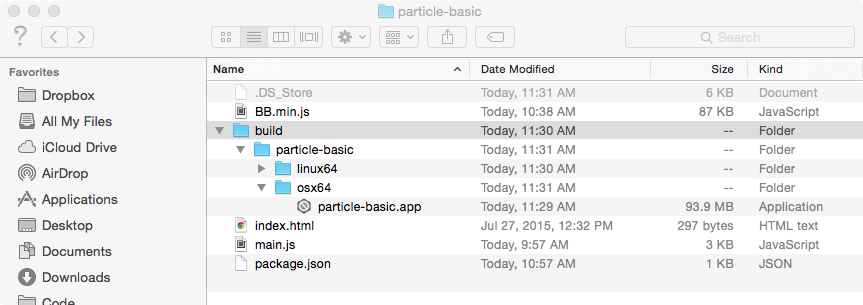 particle-basic
?
Search
Favorites
Dropbox
All My Files
iCloud Drive
AirDrop
Applications
Desktop
Documents
Downloads
Code
Name Date Modified Size Kind
.DS_Store Today, 11:31 AM 6 KB Document
BB.min.js Today, 10:38 AM 87 KB JavaScript
build Today, 11:30 AM -- Folder
particle-basic Today, 11:31 AM -- Folder
linux64 Today, 11:30 AM -- Folder
osx64 Today, 11:31 AM -- Folder
particle-basic.app Today, 11:29 AM 93.9 MB Application
index.html Jul 27, 2015, 12:32 PM 297 bytes HTML text
main.js Today, 9:57 AM 3 KB JavaScript
package.json Today, 10:57 AM 1 KB JSON